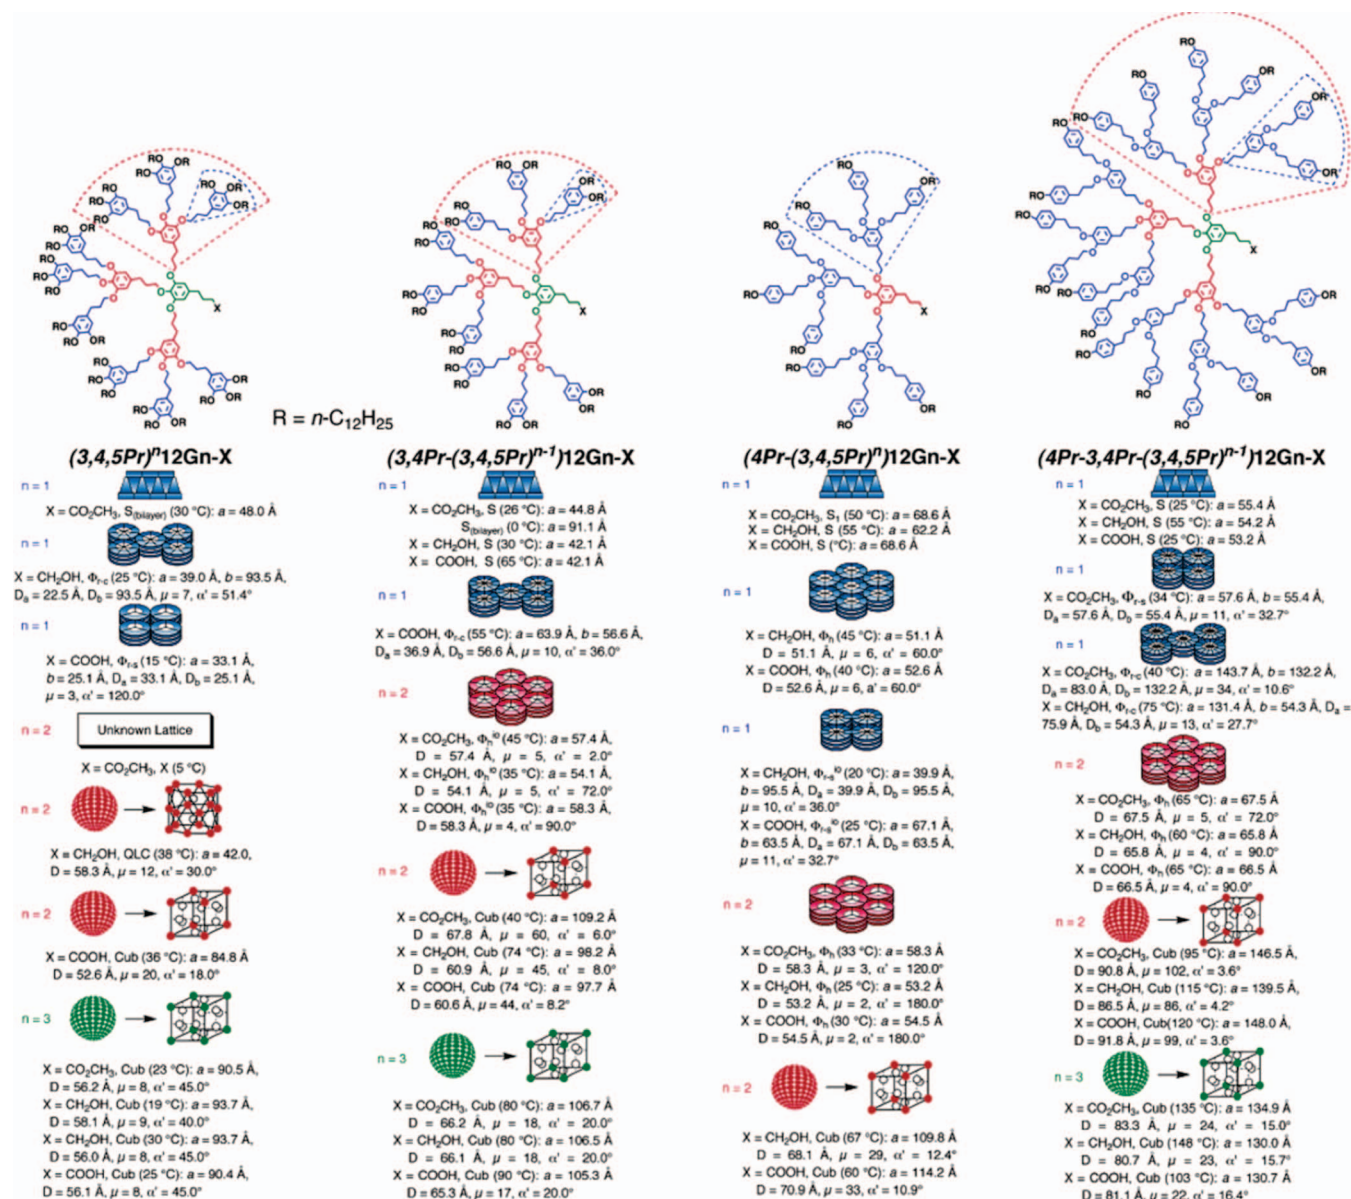 R = n-C12H25
(3,4,5Pr)^n12Gn-X
n = 1
X = CO2CH3, S(bilayer) (30 °C): a = 48.0 Å
n = 1
X = CH2OH, Φr-c (25 °C): a = 39.0 Å, b = 93.5 Å,
Da = 22.5 Å, Db = 93.5 Å, μ = 7, α' = 51.4°
n = 1
X = COOH, Φr-s (15 °C): a = 33.1 Å,
b = 25.1 Å, Da = 33.1 Å, Db = 25.1 Å,
μ = 3, α' = 120.0°
n = 2
Unknown Lattice
X = CO2CH3, X (5 °C)
n = 2
X = CH2OH, QLC (38 °C): a = 42.0,
D = 58.3 Å, μ = 12, α' = 30.0°
n = 2
X = COOH, Cub (36 °C): a = 84.8 Å
D = 52.6 Å, μ = 20, α' = 18.0°
n = 3
X = CO2CH3, Cub (23 °C): a = 90.5 Å,
D = 56.2 Å, μ = 8, α' = 45.0°
X = CH2OH, Cub (19 °C): a = 93.7 Å,
D = 58.1 Å, μ = 9, α' = 40.0°
X = CH2OH, Cub (30 °C): a = 93.7 Å,
D = 56.0 Å, μ = 8, α' = 45.0°
X = COOH, Cub (25 °C): a = 90.4 Å,
D = 56.1 Å, μ = 8, α' = 45.0°
(3,4Pr-(3,4,5Pr)^n-1)12Gn-X
n = 1
X = CO2CH3, S (26 °C): a = 44.8 Å
S(bilayer) (0 °C): a = 91.1 Å
X = CH2OH, S (30 °C): a = 42.1 Å
X = COOH, S (65 °C): a = 42.1 Å
n = 1
X = COOH, Φr-c (55 °C): a = 63.9 Å, b = 56.6 Å,
Da = 36.9 Å, Db = 56.6 Å, μ = 10, α' = 36.0°
n = 2
X = CO2CH3, Φh^io (45 °C): a = 57.4 Å,
D = 57.4 Å, μ = 5, α' = 2.0°
X = CH2OH, Φh^io (35 °C): a = 54.1 Å,
D = 54.1 Å, μ = 5, α' = 72.0°
X = COOH, Φh^io (35 °C): a = 58.3 Å,
D = 58.3 Å, μ = 4, α' = 90.0°
n = 2
X = CO2CH3, Cub (40 °C): a = 109.2 Å
D = 67.8 Å, μ = 60, α' = 6.0°
X = CH2OH, Cub (74 °C): a = 98.2 Å
D = 60.9 Å, μ = 45, α' = 8.0°
X = COOH, Cub (74 °C): a = 97.7 Å
D = 60.6 Å, μ = 44, α' = 8.2°
n = 3
X = CO2CH3, Cub (80 °C): a = 106.7 Å
D = 66.2 Å, μ = 18, α' = 20.0°
X = CH2OH, Cub (80 °C): a = 106.5 Å
D = 66.1 Å, μ = 18, α' = 20.0°
X = COOH, Cub (90 °C): a = 105.3 Å
D = 65.3 Å, μ = 17, α' = 20.0°
(4Pr-(3,4,5Pr)^n)12Gn-X
n = 1
X = CO2CH3, S1 (50 °C): a = 68.6 Å
X = CH2OH, S (55 °C): a = 62.2 Å
X = COOH, S (°C): a = 68.6 Å
n = 1
X = CH2OH, Φh (45 °C): a = 51.1 Å
D = 51.1 Å, μ = 6, α' = 60.0°
X = COOH, Φh (40 °C): a = 52.6 Å
D = 52.6 Å, μ = 6, a' = 60.0°
n = 1
X = CH2OH, Φr-s^io (20 °C): a = 39.9 Å
b = 95.5 Å, Da = 39.9 Å, Db = 95.5 Å,
μ = 10, α' = 36.0°
X = COOH, Φr-s^io (25 °C): a = 67.1 Å,
b = 63.5 Å, Da = 67.1 Å, Db = 63.5 Å,
μ = 11, α' = 32.7°
n = 2
X = CO2CH3, Φh (33 °C): a = 58.3 Å
D = 58.3 Å, μ = 3, α' = 120.0°
X = CH2OH, Φh (25 °C): a = 53.2 Å
D = 53.2 Å, μ = 2, α' = 180.0°
X = COOH, Φh (30 °C): a = 54.5 Å
D = 54.5 Å, μ = 2, α' = 180.0°
n = 2
X = CH2OH, Cub (67 °C): a = 109.8 Å
D = 68.1 Å, μ = 29, α' = 12.4°
X = COOH, Cub (60 °C): a = 114.2 Å
D = 70.9 Å, μ = 33, α' = 10.9°
(4Pr-3,4Pr-(3,4,5Pr)^n-1)12Gn-X
n = 1
X = CO2CH3, S (25 °C): a = 55.4 Å
X = CH2OH, S (55 °C): a = 54.2 Å
X = COOH, S (25 °C): a = 53.2 Å
n = 1
X = CO2CH3, Φr-s (34 °C): a = 57.6 Å, b = 55.4 Å,
Da = 57.6 Å, Db = 55.4 Å, μ = 11, α' = 32.7°
n = 1
X = CO2CH3, Φr-c (40 °C): a = 143.7 Å, b = 132.2 Å,
Da = 83.0 Å, Db = 132.2 Å, μ = 34, α' = 10.6°
X = CH2OH, Φr-c (75 °C): a = 131.4 Å, b = 54.3 Å, Da =
75.9 Å, Db = 54.3 Å, μ = 13, α' = 27.7°
n = 2
X = CO2CH3, Φh (65 °C): a = 67.5 Å
D = 67.5 Å, μ = 5, α' = 72.0°
X = CH2OH, Φh (60 °C): a = 65.8 Å
D = 65.8 Å, μ = 4, α' = 90.0°
X = COOH, Φh (65 °C): a = 66.5 Å
D = 66.5 Å, μ = 4, α' = 90.0°
n = 2
X = CO2CH3, Cub (95 °C): a = 146.5 Å,
D = 90.8 Å, μ = 102, α' = 3.6°
X = CH2OH, Cub (115 °C): a = 139.5 Å,
D = 86.5 Å, μ = 86, α' = 4.2°
X = COOH, Cub(120 °C): a = 148.0 Å,
D = 91.8 Å, μ = 99, α' = 3.6°
n = 3
X = CO2CH3, Cub (135 °C): a = 134.9 Å
D = 83.3 Å, μ = 24, α' = 15.0°
X = CH2OH, Cub (148 °C): a = 130.0 Å
D = 80.7 Å, μ = 23, α' = 15.7°
X = COOH, Cub (103 °C): a = 130.7 Å
D = 81.1 Å, μ = 22, α' = 16.4